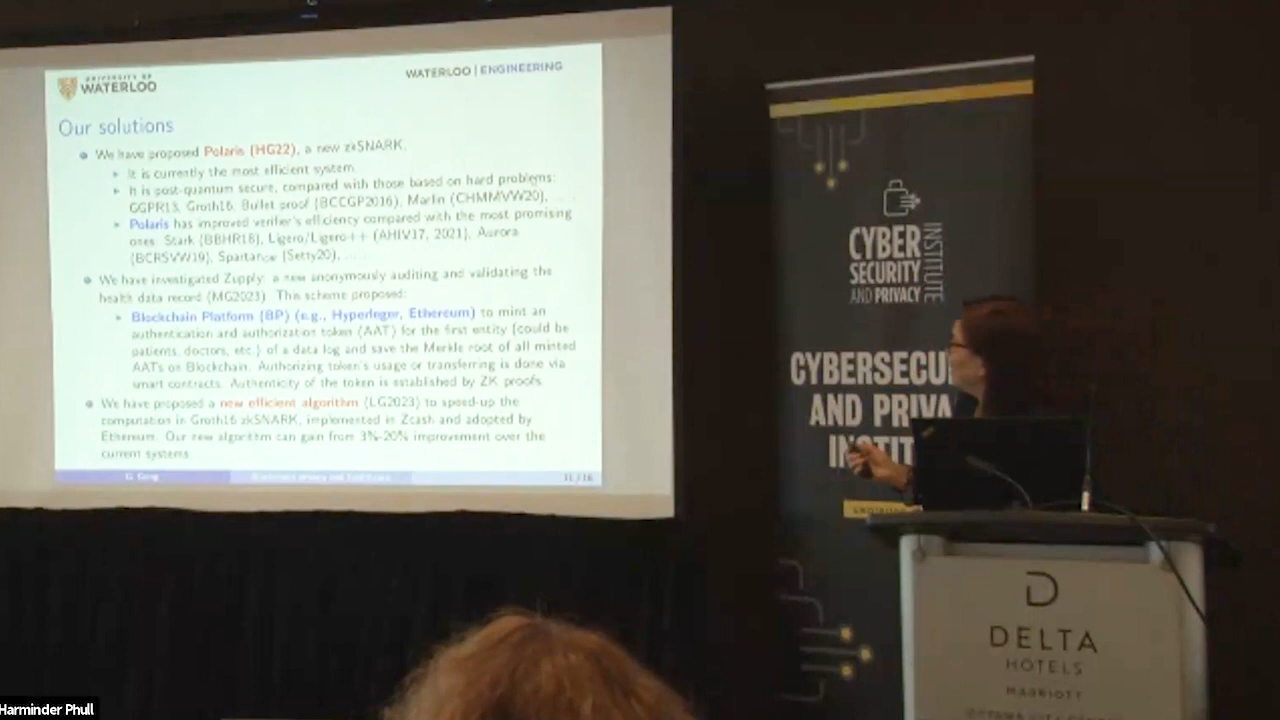 UNIVERSITY OF
WATERLOO
WATERLOO | ENGINEERING
Our solutions
We have proposed Polaris (HG22), a new zkSNARK.
It is currently the most efficient system.
It is post-quantum secure, compared with those based on hard problems:
GGPR13, Groth16, Bullet proof (BCCGP2016), Marlin (CHMMVW20), ...
Polaris has improved verifier's efficiency compared with the most promising
ones: Stark (BBHR18), Ligero/Ligero++ (AHIV17, 2021), Aurora
(BCRSVW19), Spartan (Setty20), ...
We have investigated Zupply: a new anonymously auditing and validating the
health data record (MG2023). This scheme proposed:
Blockchain Platform (BP) (e.g., Hyperleger, Ethereum) to mint an
authentication and authorization token (AAT) for the first entity (could be
patients, doctors, etc.) of a data log and save the Merkle root of all minted
AATs on Blockchain. Authorizing token's usage or transferring is done via
smart contracts. Authenticity of the token is established by ZK proofs.
We have proposed a new efficient algorithm (LG2023) to speed-up the
computation in Groth16 zkSNARK, implemented in Zcash and adopted by
Ethereum. Our new algorithm can gain from 3%-20% improvement over the
current systems.
G. Gong
11 / 16
CYBER
SECURITY
AND PRIVACY
INSTITUTE
CYBERSECU
AND PRIVA
INSTIT
D
DELTA
HOTELS
MARRIOTT
Harminder Phull